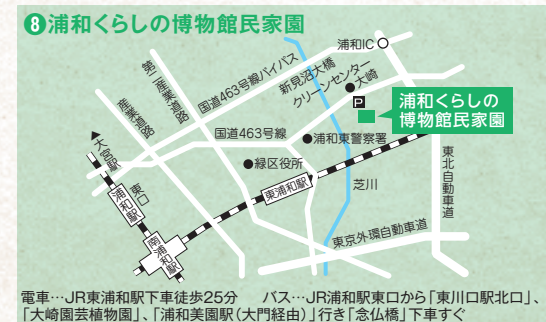 ❽浦和くらしの博物館民家園
浦和IC
新見沼大橋
クリーンセンター
大崎
P
浦和くらしの
博物館民家園
第二産業道路
産業道路
国道463号線バイパス
国道463号線
浦和東警察署
緑区役所
▲大宮駅
東口
浦和駅
東浦和駅
南浦和駅
芝川
東北自動車道
東京外環自動車道
電車…JR東浦和駅下車徒歩25分　バス…JR浦和駅東口から「東川口駅北口」、
「大崎園芸植物園」、「浦和美園駅(大門経由)」行き「念仏橋」下車すぐ